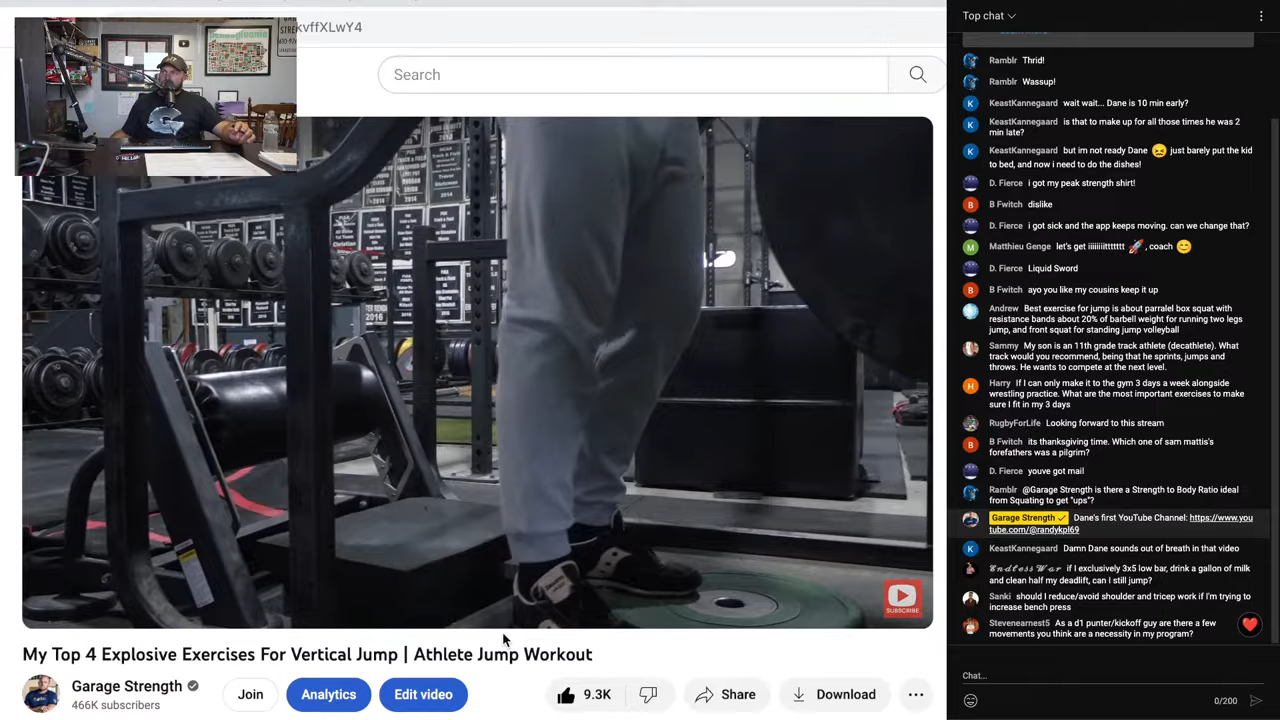 kvffXLwY4
Search
SUBSCRIBE
My Top 4 Explosive Exercises For Vertical Jump | Athlete Jump Workout
Garage Strength
466K subscribers
Join
Analytics
Edit video
9.3K
Share
Download
Top chat
Ramblr Thrid!
Ramblr Wassup!
KeastKannegaard wait wait... Dane is 10 min early?
KeastKannegaard is that to make up for all those times he was 2
min late?
KeastKannegaard but im not ready Dane 😖 just barely put the kid
to bed, and now i need to do the dishes!
D. Fierce i got my peak strength shirt!
B Fwitch dislike
D. Fierce i got sick and the app keeps moving. can we change that?
Matthieu Genge let's get iiiiiiiitttttt 🚀 , coach 😊
D. Fierce Liquid Sword
B Fwitch ayo you like my cousins keep it up
Andrew Best exercise for jump is about parralel box squat with
resistance bands about 20% of barbell weight for running two legs
jump, and front squat for standing jump volleyball
Sammy My son is an 11th grade track athlete (decathlete). What
track would you recommend, being that he sprints, jumps and
throws. He wants to compete at the next level.
Harry If I can only make it to the gym 3 days a week alongside
wrestling practice. What are the most important exercises to make
sure I fit in my 3 days
RugbyForLife Looking forward to this stream
B Fwitch its thanksgiving time. Which one of sam mattis's
forefathers was a pilgrim?
D. Fierce youve got mail
Ramblr @Garage Strength is there a Strength to Body Ratio ideal
from Squating to get "ups"?
Garage Strength Dane's first YouTube Channel: https://www.you
tube.com/@randykpl69
KeastKannegaard Damn Dane sounds out of breath in that video
𝓔𝓷𝓭𝓵𝓮𝓼𝓼 𝓦𝓪𝓻 if I exclusively 3x5 low bar, drink a gallon of milk
and clean half my deadlift, can I still jump?
Sanki should I reduce/avoid shoulder and tricep work if I'm trying to
increase bench press
Stevenearnest5 As a d1 punter/kickoff guy are there a few
movements you think are a necessity in my program?
Chat...
0/200